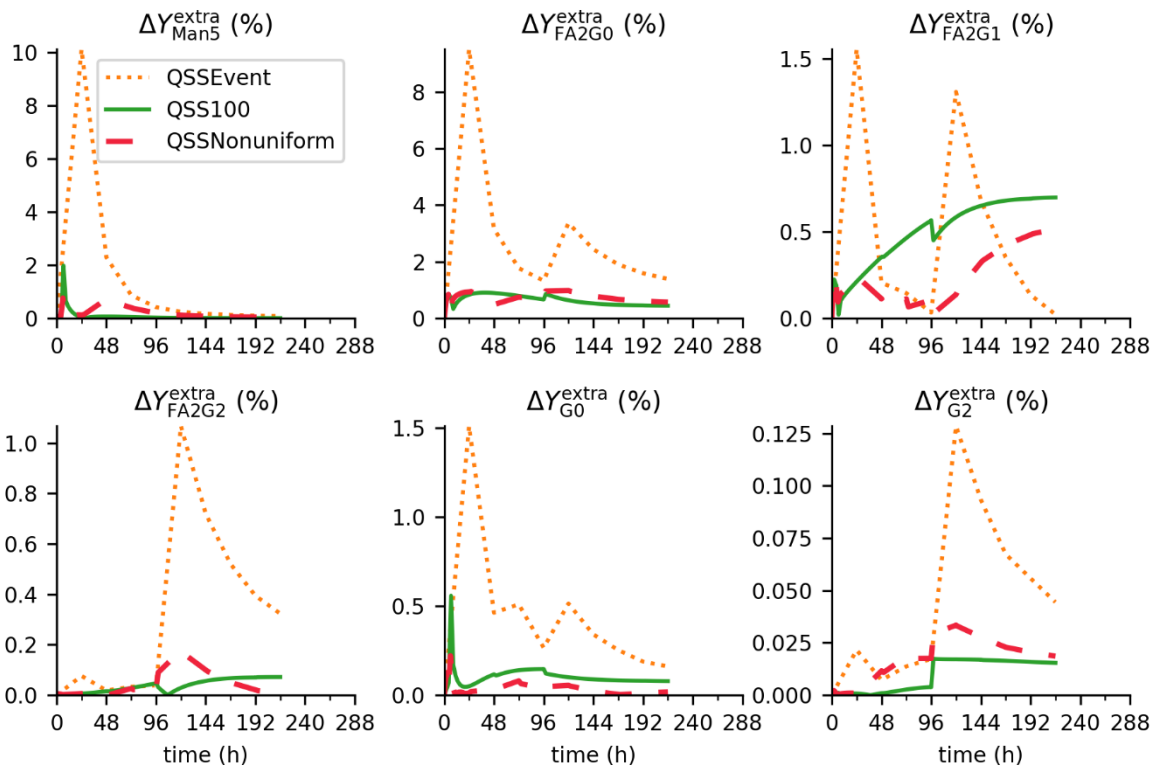 ΔY^extra_Man5 (%)
10
8
6
4
2
0
QSSEvent
QSS100
QSSNonuniform
0 48 96 144 192 240 288
ΔY^extra_FA2G0 (%)
8
6
4
2
0
0 48 96 144 192 240 288
ΔY^extra_FA2G1 (%)
1.5
1.0
0.5
0.0
0 48 96 144 192 240 288
ΔY^extra_FA2G2 (%)
1.0
0.8
0.6
0.4
0.2
0.0
0 48 96 144 192 240 288
time (h)
ΔY^extra_G0 (%)
1.5
1.0
0.5
0.0
0 48 96 144 192 240 288
time (h)
ΔY^extra_G2 (%)
0.125
0.100
0.075
0.050
0.025
0.000
0 48 96 144 192 240 288
time (h)